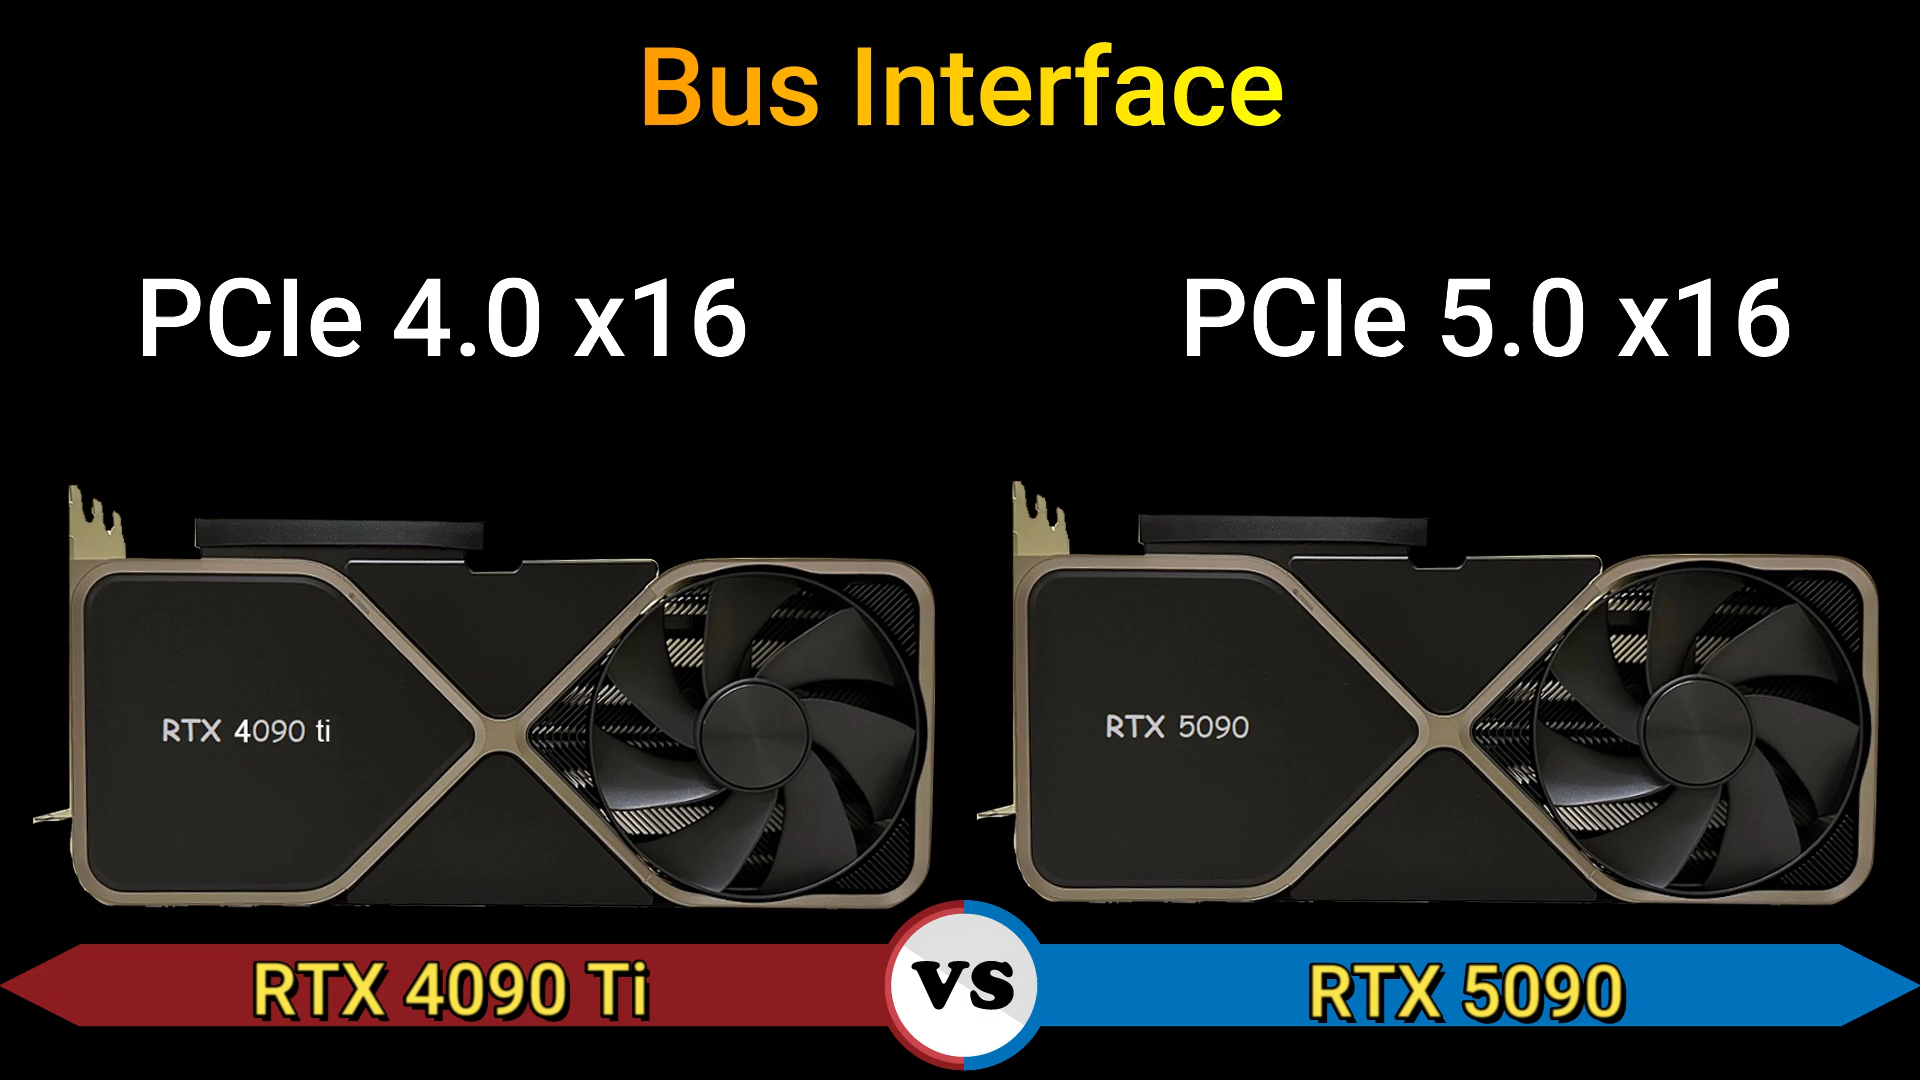 Bus Interface
PCIe 4.0 x16
PCIe 5.0 x16
RTX 4090 ti
RTX 5090
RTX 4090 Ti
VS
RTX 5090